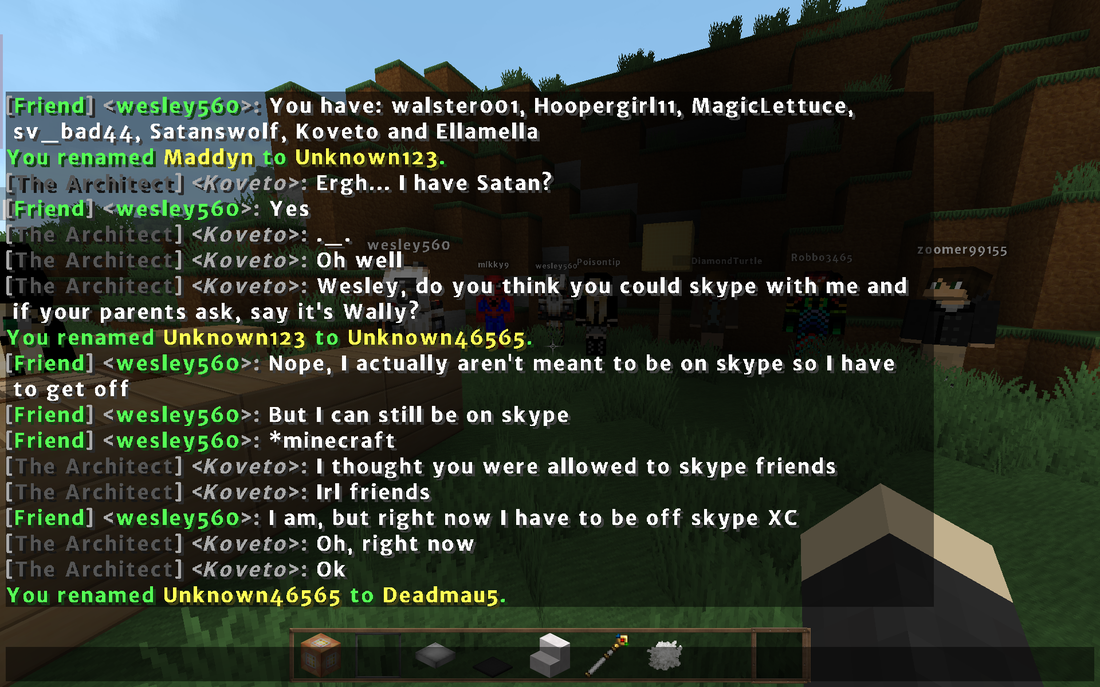 [Friend] <wesley560>: You have: walster001, Hoopergirl11, MagicLettuce,
sv_bad44, Satanswolf, Koveto and Ellamella
You renamed Maddyn to Unknown123.
[The Architect] <Koveto>: Ergh... I have Satan?
[Friend] <wesley560>: Yes
[The Architect] <Koveto>: ._.
wesley560
[The Architect] <Koveto>: Oh well
zoomer99155
mikky9
wesley560
Poisontip
DiamondTurtle
Robbo3465
[The Architect] <Koveto>: Wesley, do you think you could skype with me and
if your parents ask, say it's Wally?
You renamed Unknown123 to Unknown46565.
[Friend] <wesley560>: Nope, I actually aren't meant to be on skype so I have
to get off
[Friend] <wesley560>: But I can still be on skype
[Friend] <wesley560>: *minecraft
[The Architect] <Koveto>: I thought you were allowed to skype friends
[The Architect] <Koveto>: Irl friends
[Friend] <wesley560>: I am, but right now I have to be off skype XC
[The Architect] <Koveto>: Oh, right now
[The Architect] <Koveto>: Ok
You renamed Unknown46565 to Deadmau5.